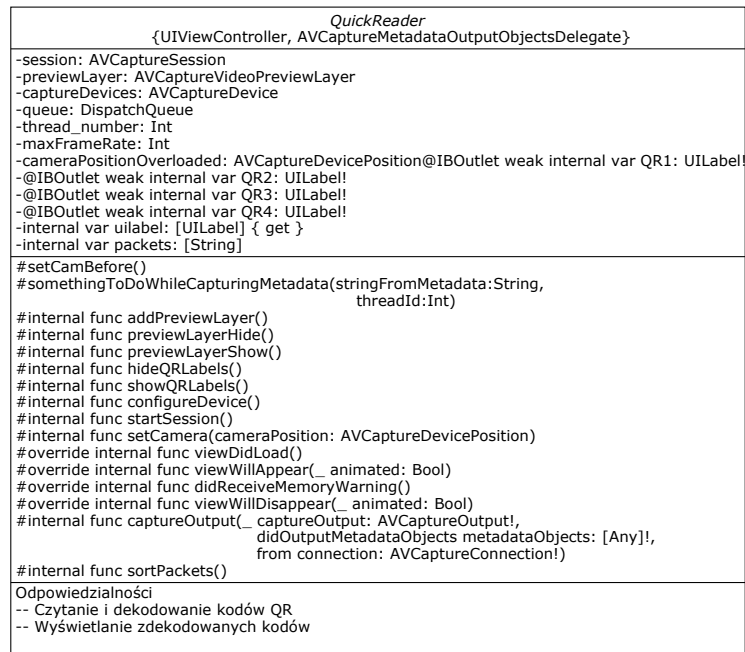 QuickReader
{UIViewController, AVCaptureMetadataOutputObjectsDelegate}
-session: AVCaptureSession
-previewLayer: AVCaptureVideoPreviewLayer
-captureDevices: AVCaptureDevice
-queue: DispatchQueue
-thread_number: Int
-maxFrameRate: Int
-cameraPositionOverloaded: AVCaptureDevicePosition@IBOutlet weak internal var QR1: UILabel!
-@IBOutlet weak internal var QR2: UILabel!
-@IBOutlet weak internal var QR3: UILabel!
-@IBOutlet weak internal var QR4: UILabel!
-internal var uilabel: [UILabel] { get }
-internal var packets: [String]
#setCamBefore()
#somethingToDoWhileCapturingMetadata(stringFromMetadata:String,
threadId:Int)
#internal func addPreviewLayer()
#internal func previewLayerHide()
#internal func previewLayerShow()
#internal func hideQRLabels()
#internal func showQRLabels()
#internal func configureDevice()
#internal func startSession()
#internal func setCamera(cameraPosition: AVCaptureDevicePosition)
#override internal func viewDidLoad()
#override internal func viewWillAppear(_ animated: Bool)
#override internal func didReceiveMemoryWarning()
#override internal func viewWillDisappear(_ animated: Bool)
#internal func captureOutput(_ captureOutput: AVCaptureOutput!,
didOutputMetadataObjects metadataObjects: [Any]!,
from connection: AVCaptureConnection!)
#internal func sortPackets()
Odpowiedzialności
-- Czytanie i dekodowanie kodów QR
-- Wyświetlanie zdekodowanych kodów